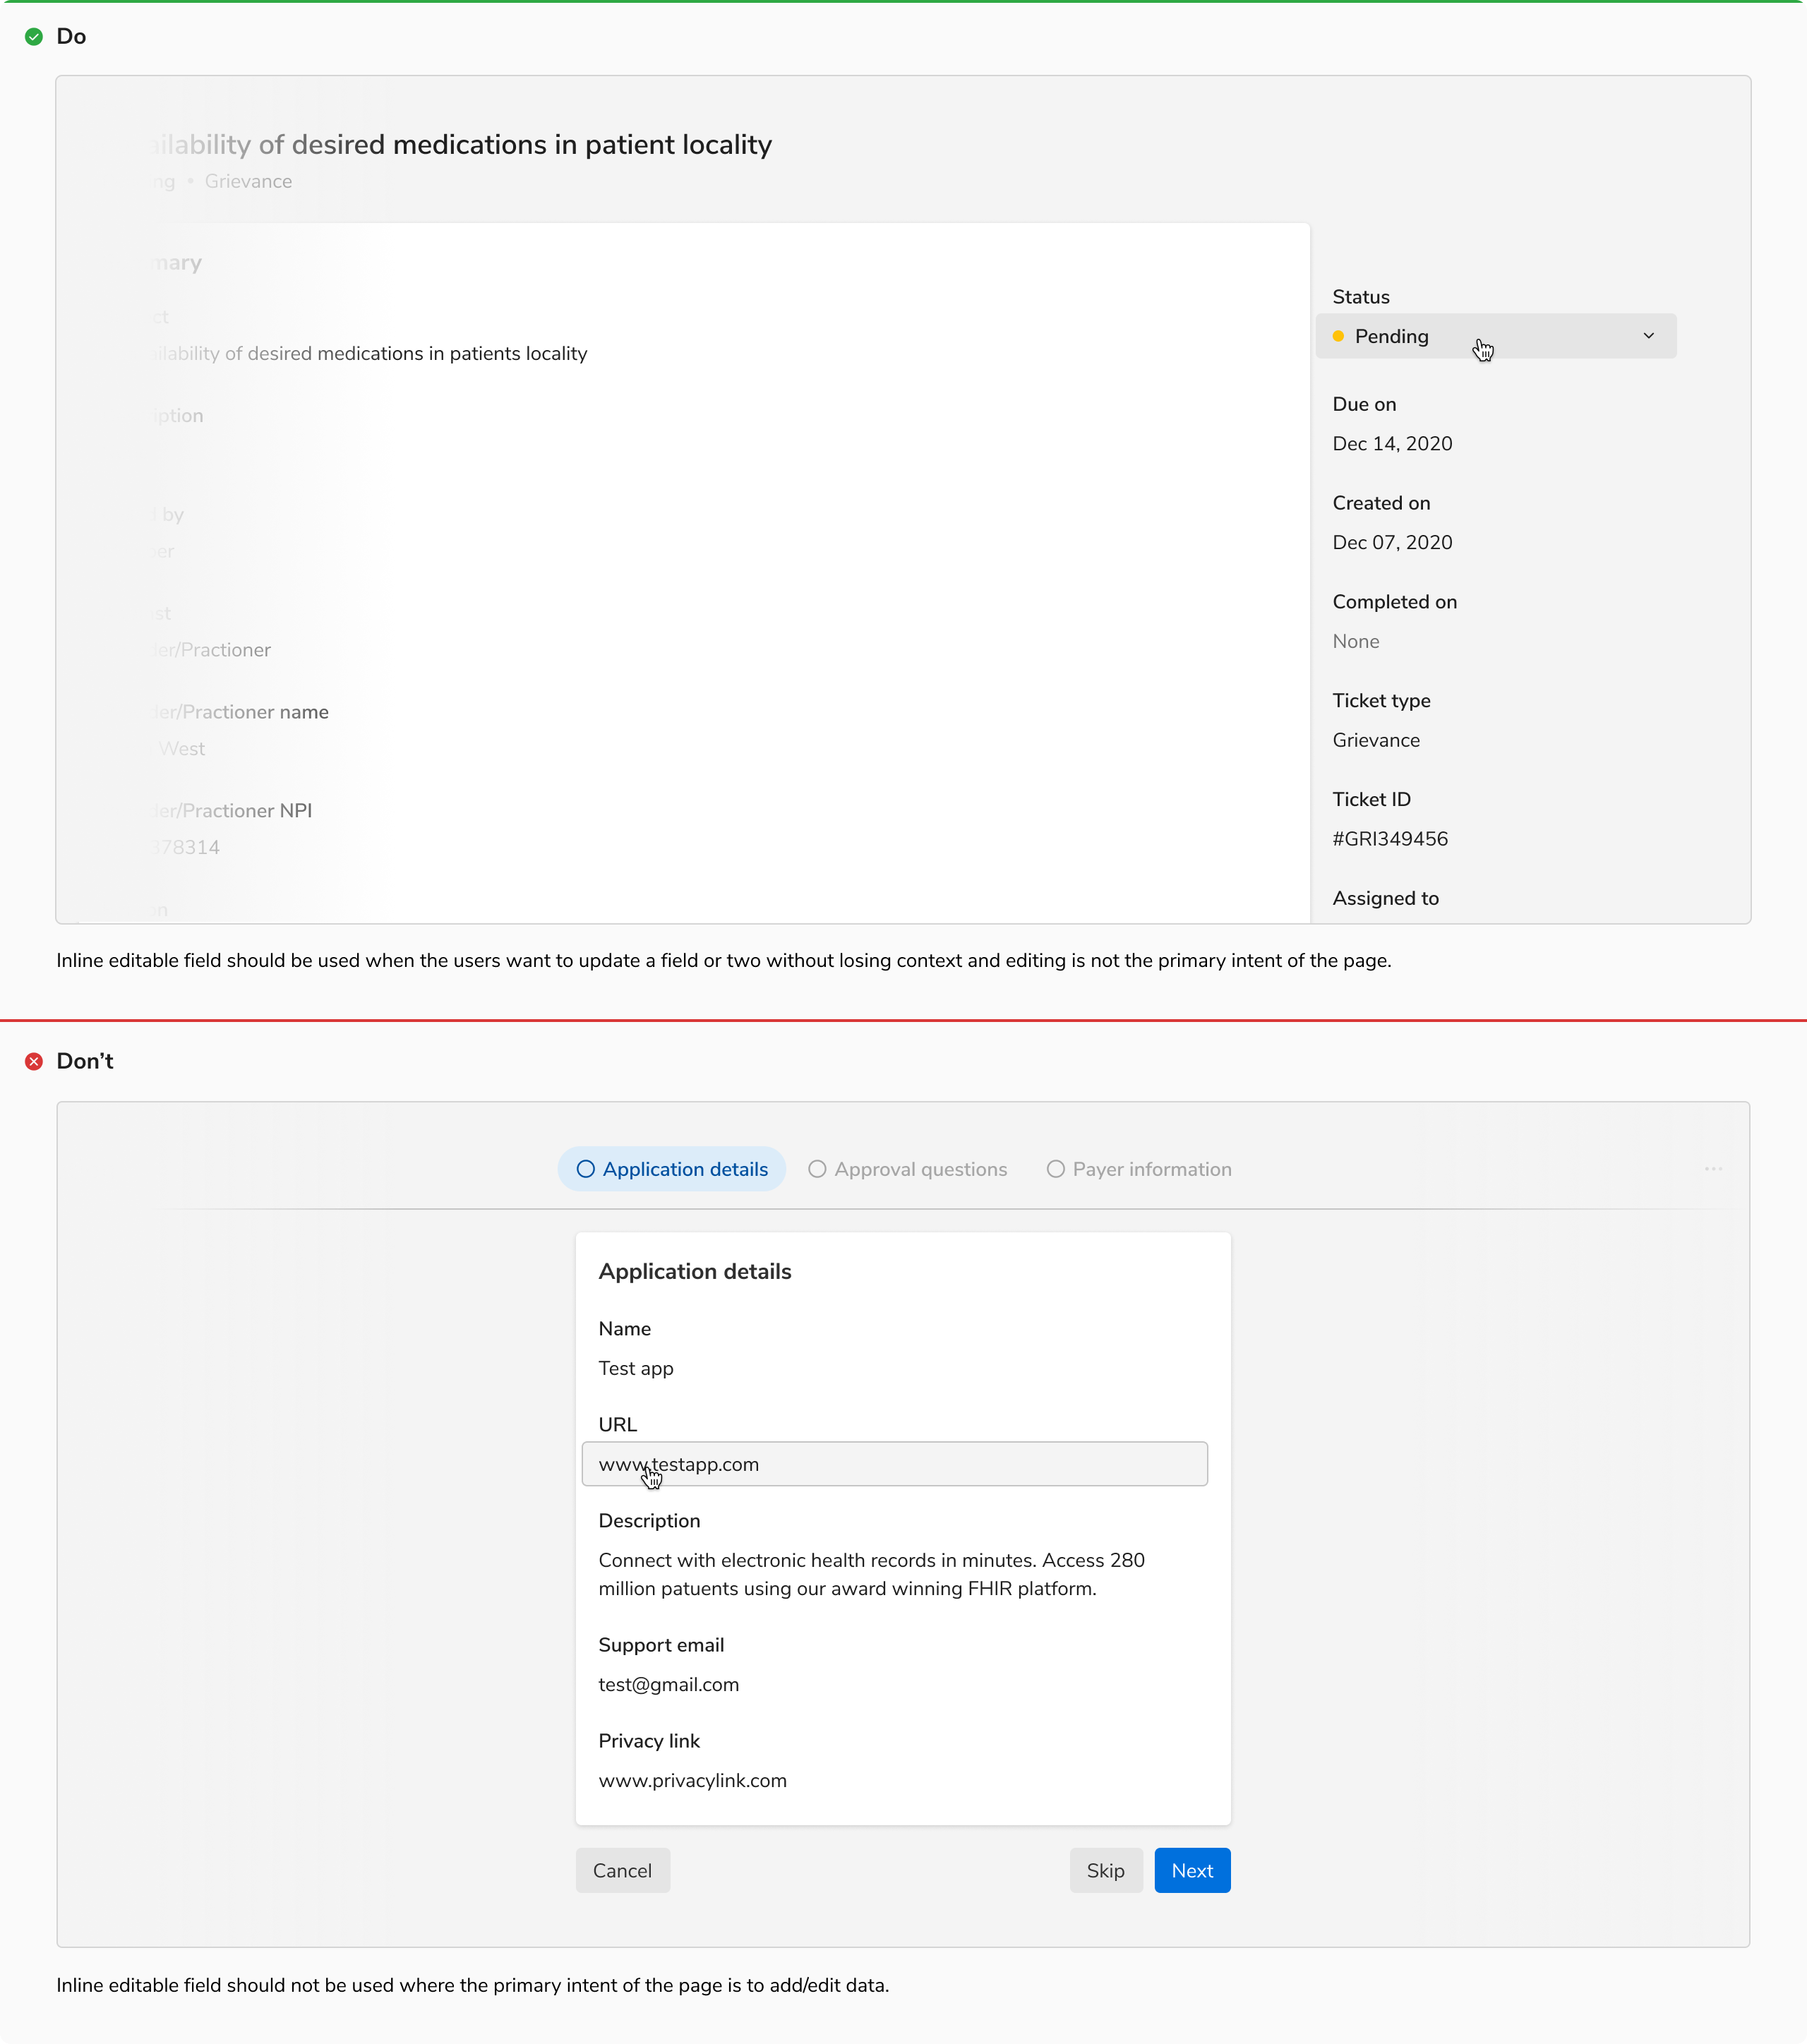 Do
ilability of desired medications in patient locality
ng • Grievance
mary
ct
ilability of desired medications in patients locality
iption
by
er
st
er/Practioner
er/Practioner name
West
er/Practioner NPI
378314
n
Status
Pending
Due on
Dec 14, 2020
Created on
Dec 07, 2020
Completed on
None
Ticket type
Grievance
Ticket ID
#GRI349456
Assigned to
Inline editable field should be used when the users want to update a field or two without losing context and editing is not the primary intent of the page.
Don’t
Application details
Approval questions
Payer information
Application details
Name
Test app
URL
www.testapp.com
Description
Connect with electronic health records in minutes. Access 280
million patuents using our award winning FHIR platform.
Support email
test@gmail.com
Privacy link
www.privacylink.com
Cancel
Skip
Next
Inline editable field should not be used where the primary intent of the page is to add/edit data.